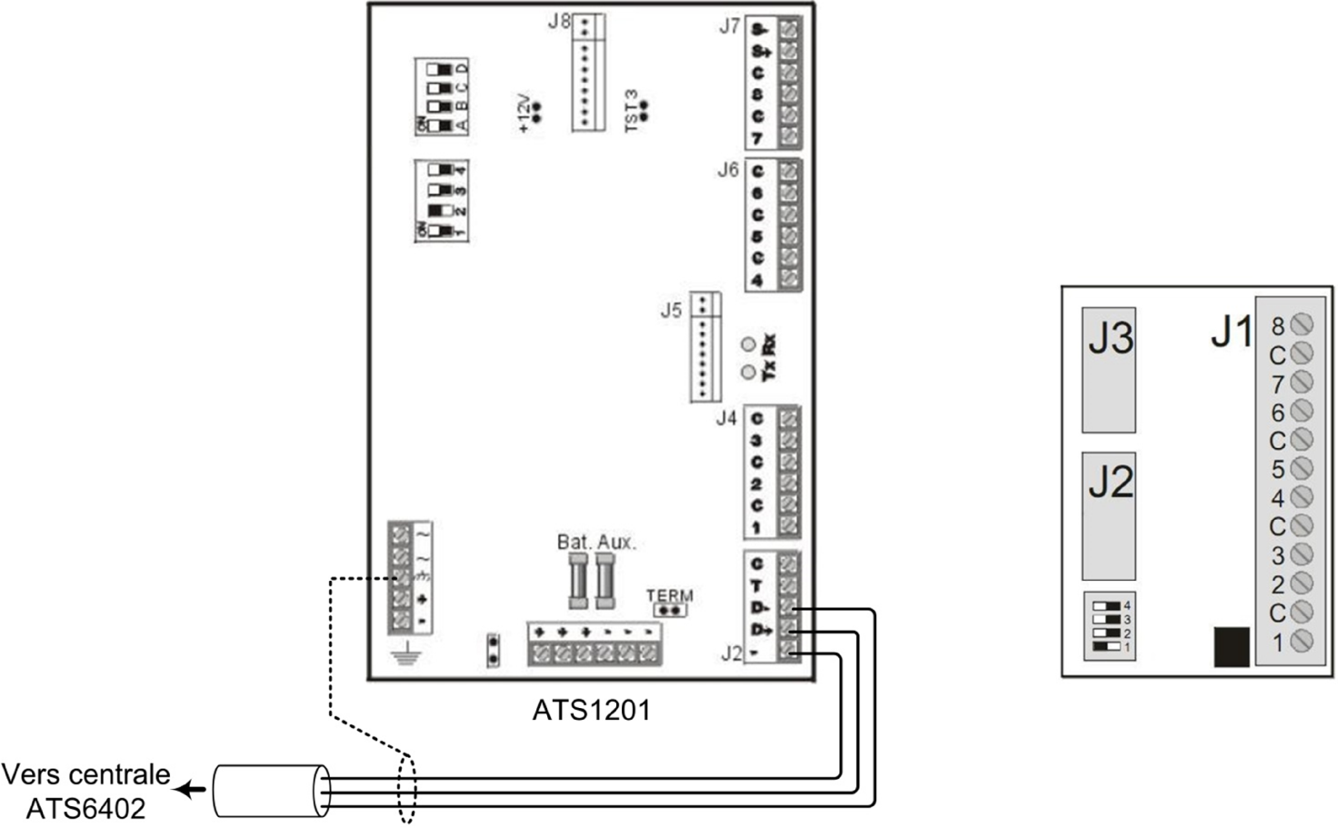 J8
J7
S-
S+
C
8
C
7
D
C
B
A
ON
+12V
TST3
4
3
2
1
ON
J6
C
6
C
5
C
4
J5
Rx
Tx
J4
C
3
C
2
C
1
Bat. Aux.
TERM
C
T
D-
D+
-
J2
~
~
+
-
+ + + - - -
ATS1201
Vers centrale
ATS6402
J3
J2
4
3
2
1
J1
8
C
7
6
C
5
4
C
3
2
C
1